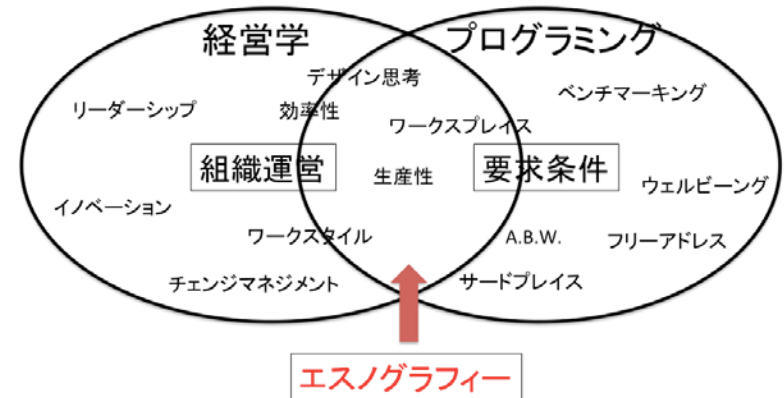 経営学
プログラミング
デザイン思考
ベンチマーキング
リーダーシップ
効率性
ワークスプレイス
組織運営
生産性
要求条件
ウェルビーング
イノベーション
ワークスタイル
A.B.W.
フリーアドレス
チェンジマネジメント
サードプレイス
エスノグラフィー